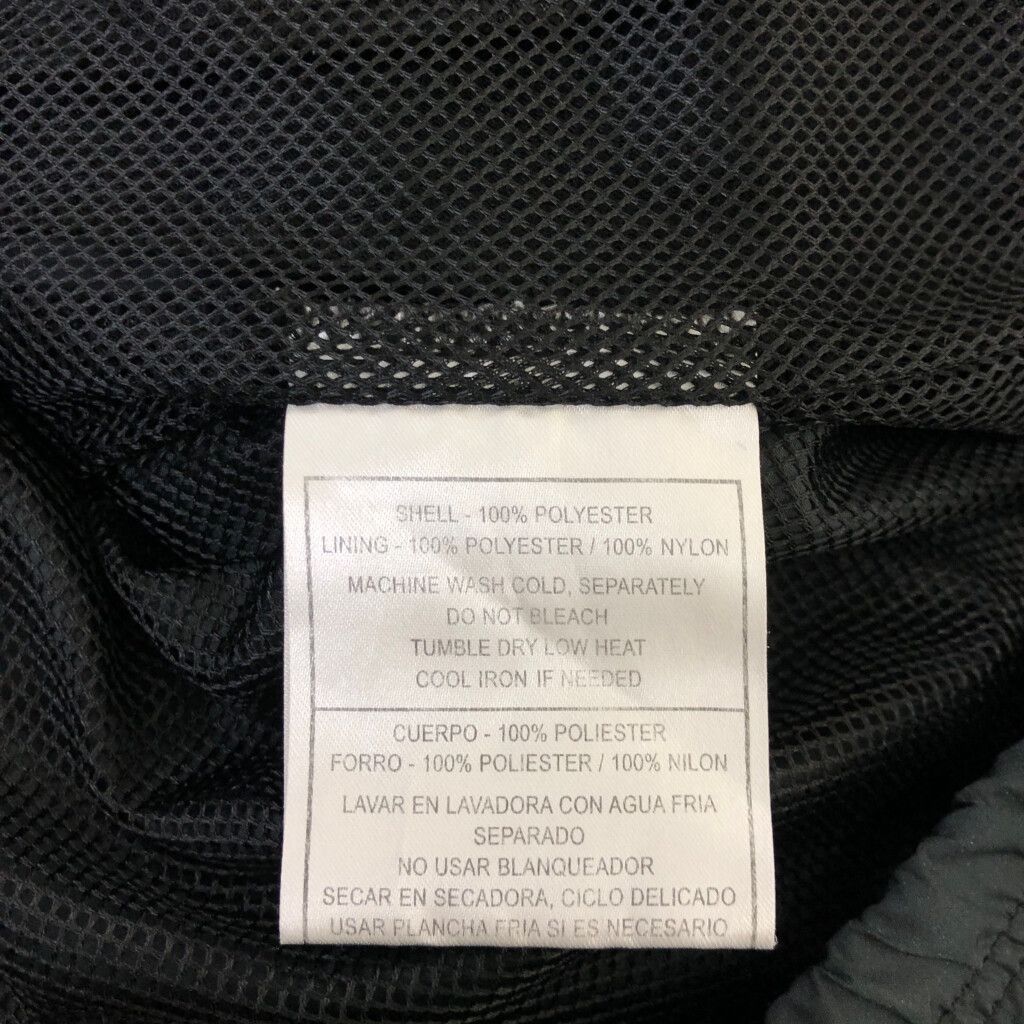 SHELL - 100% POLYESTER
LINING - 100% POLYESTER / 100% NYLON
MACHINE WASH COLD, SEPARATELY
DO NOT BLEACH
TUMBLE DRY LOW HEAT
COOL IRON IF NEEDED
CUERPO - 100% POLIESTER
FORRO - 100% POLIESTER / 100% NILON
LAVAR EN LAVADORA CON AGUA FRIA
SEPARADO
NO USAR BLANQUEADOR
SECAR EN SECADORA, CICLO DELICADO
USAR PLANCHA FRIA SI ES NECESARIO